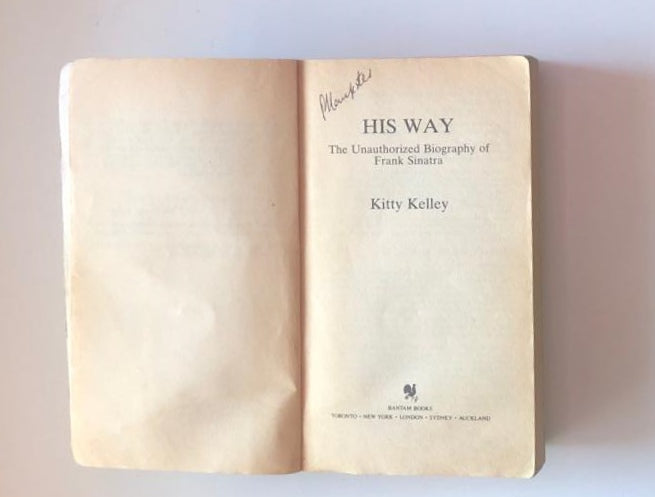 HIS WAY
The Unauthorized Biography of
Frank Sinatra
Kitty Kelley
BANTAM BOOKS
TORONTO • NEW YORK • LONDON • SYDNEY • AUCKLAND